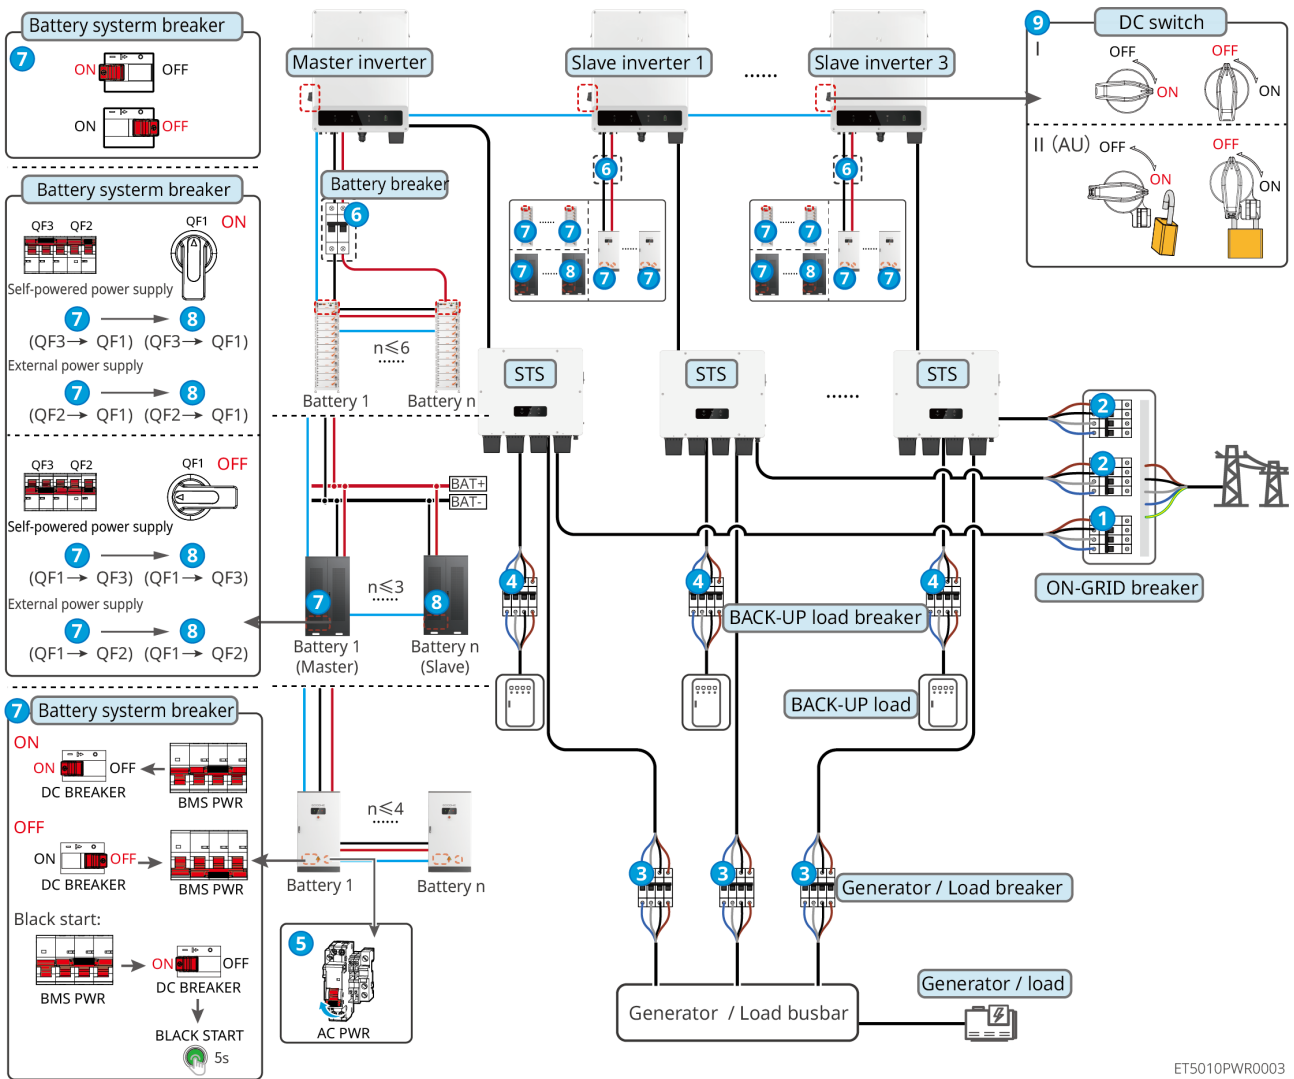 Battery systerm breaker
7
ON
OFF
ON
OFF
Battery systerm breaker
QF3 QF2
QF1
ON
Self-powered power supply
7 8
(QF3→ QF1) (QF3→ QF1)
External power supply
7 8
(QF2→ QF1) (QF2→ QF1)
QF3 QF2
QF1
OFF
Self-powered power supply
7 8
(QF1→ QF3) (QF1→ QF3)
External power supply
7 8
(QF1→ QF2) (QF1→ QF2)
7
Battery systerm breaker
ON
ON
OFF
DC BREAKER
BMS PWR
OFF
ON
OFF
DC BREAKER
BMS PWR
Black start:
BMS PWR
ON
OFF
DC BREAKER
BLACK START
5s
Master inverter
Slave inverter 1
......
Slave inverter 3
Battery breaker
6
6
6
7 7
7 8
7 7
7 7
7 8
7 7
n≤6
......
Battery 1
Battery n
BAT+
BAT-
n≤3
......
7
8
Battery 1
(Master)
Battery n
(Slave)
n≤4
......
Battery 1
Battery n
5
AC PWR
STS
STS
......
STS
4
4
4
BACK-UP load breaker
BACK-UP load
3
3
3
Generator / Load breaker
Generator / Load busbar
Generator / load
9
DC switch
I
OFF
ON
OFF
ON
II (AU)
OFF
ON
OFF
ON
2
2
1
ON-GRID breaker
ET5010PWR0003